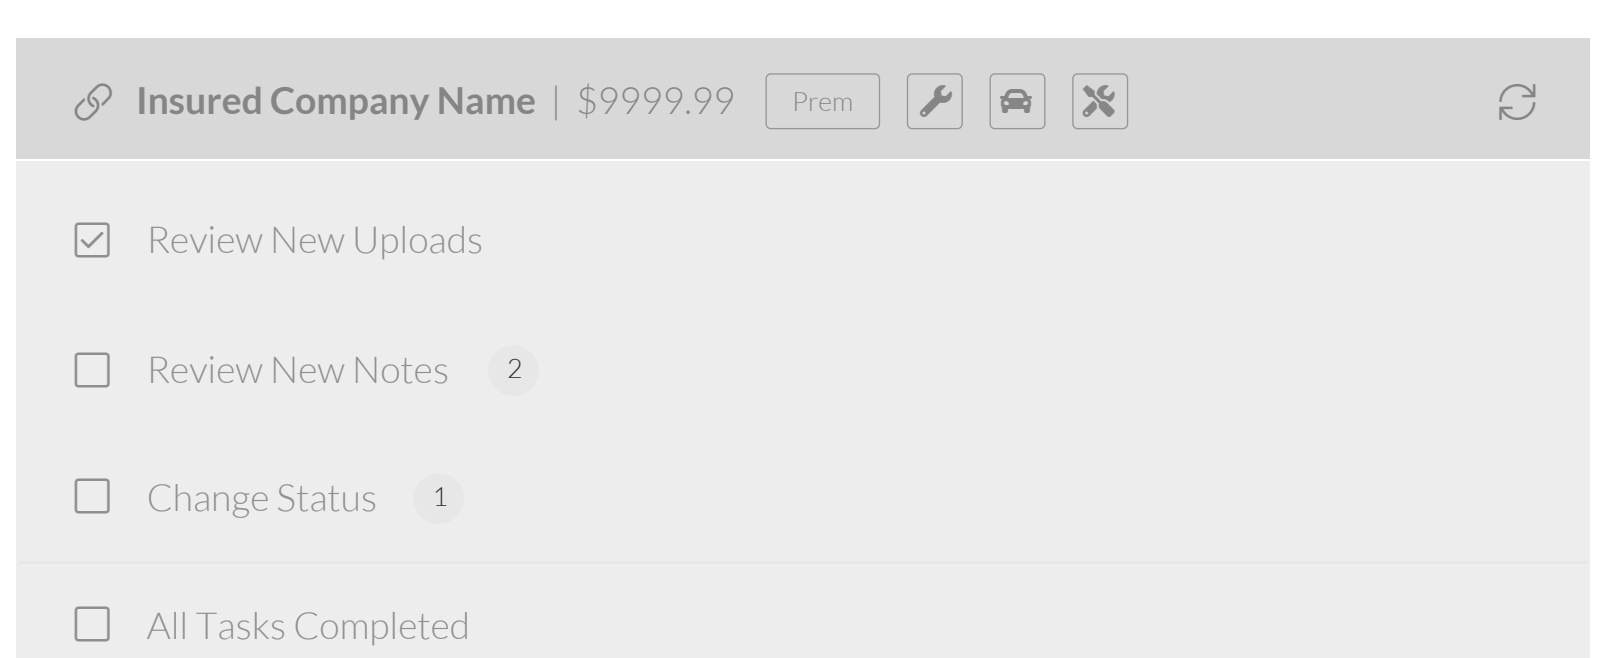 Insured Company Name | $9999.99 Prem
Review New Uploads
Review New Notes 2
Change Status 1
All Tasks Completed